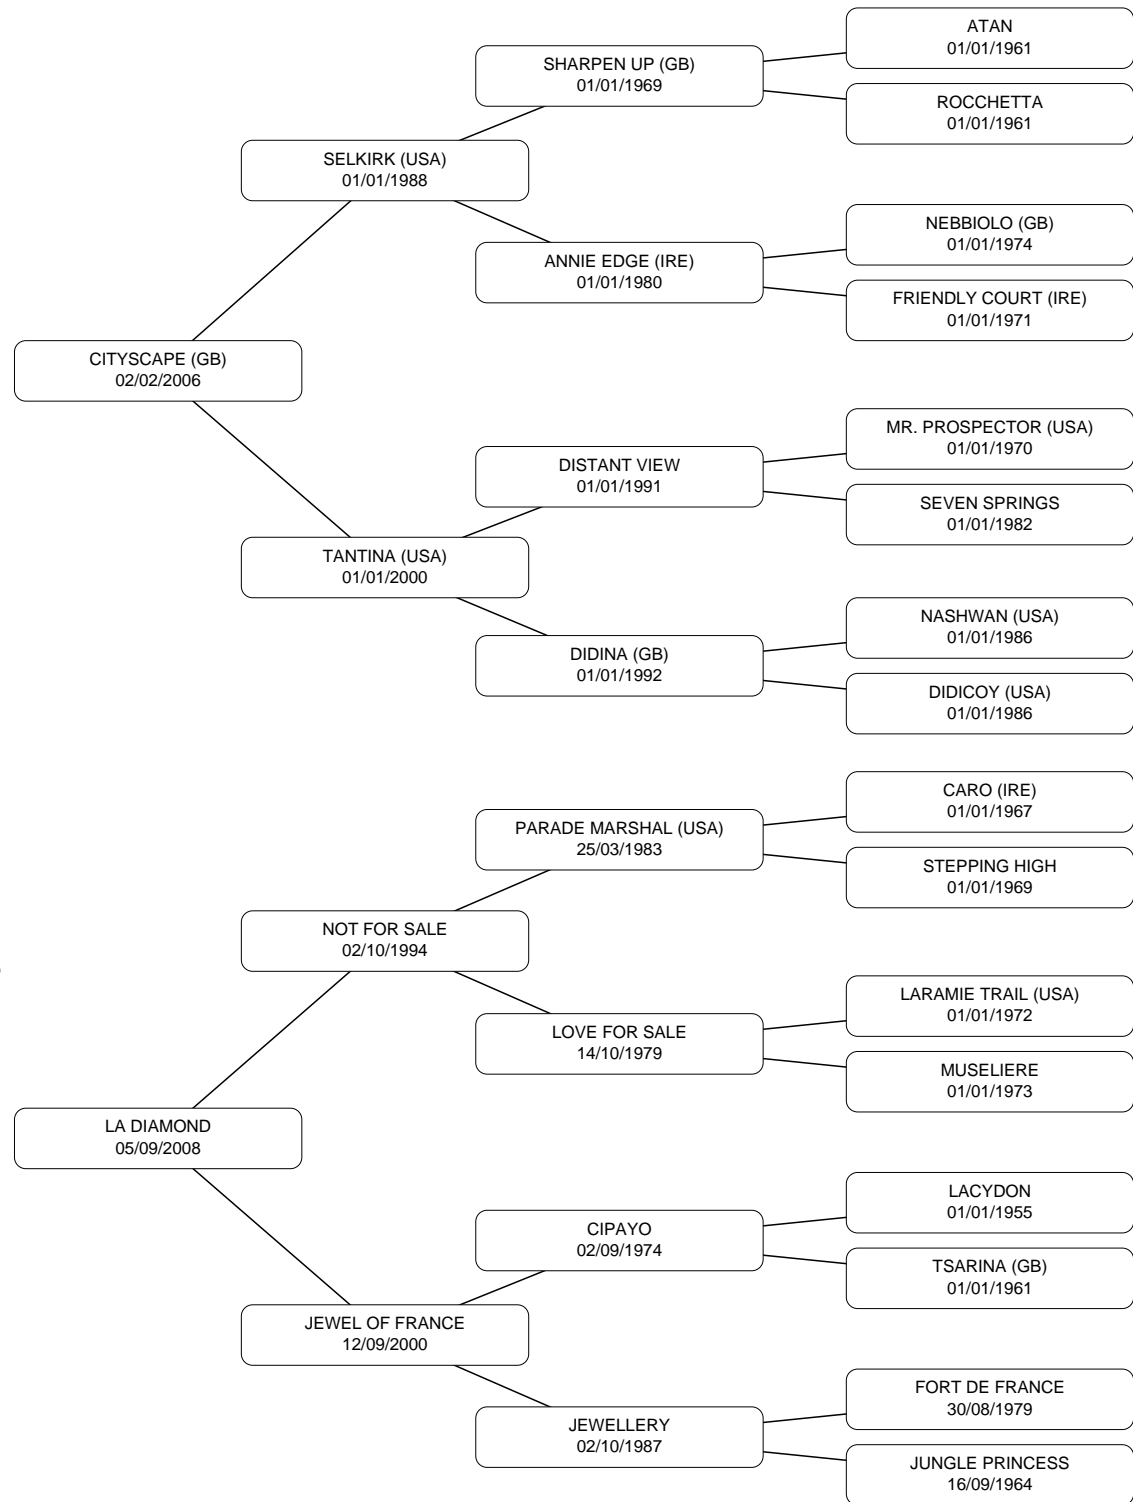 ATAN
01/01/1961
SHARPEN UP (GB)
01/01/1969
ROCCHETTA
01/01/1961
SELKIRK (USA)
01/01/1988
NEBBIOLO (GB)
01/01/1974
ANNIE EDGE (IRE)
01/01/1980
FRIENDLY COURT (IRE)
01/01/1971
CITYSCAPE (GB)
02/02/2006
MR. PROSPECTOR (USA)
01/01/1970
DISTANT VIEW
01/01/1991
SEVEN SPRINGS
01/01/1982
TANTINA (USA)
01/01/2000
NASHWAN (USA)
01/01/1986
DIDINA (GB)
01/01/1992
DIDICOY (USA)
01/01/1986
CARO (IRE)
01/01/1967
PARADE MARSHAL (USA)
25/03/1983
STEPPING HIGH
01/01/1969
NOT FOR SALE
02/10/1994
LARAMIE TRAIL (USA)
01/01/1972
LOVE FOR SALE
14/10/1979
MUSELIERE
01/01/1973
LA DIAMOND
05/09/2008
LACYDON
01/01/1955
CIPAYO
02/09/1974
TSARINA (GB)
01/01/1961
JEWEL OF FRANCE
12/09/2000
FORT DE FRANCE
30/08/1979
JEWELLERY
02/10/1987
JUNGLE PRINCESS
16/09/1964